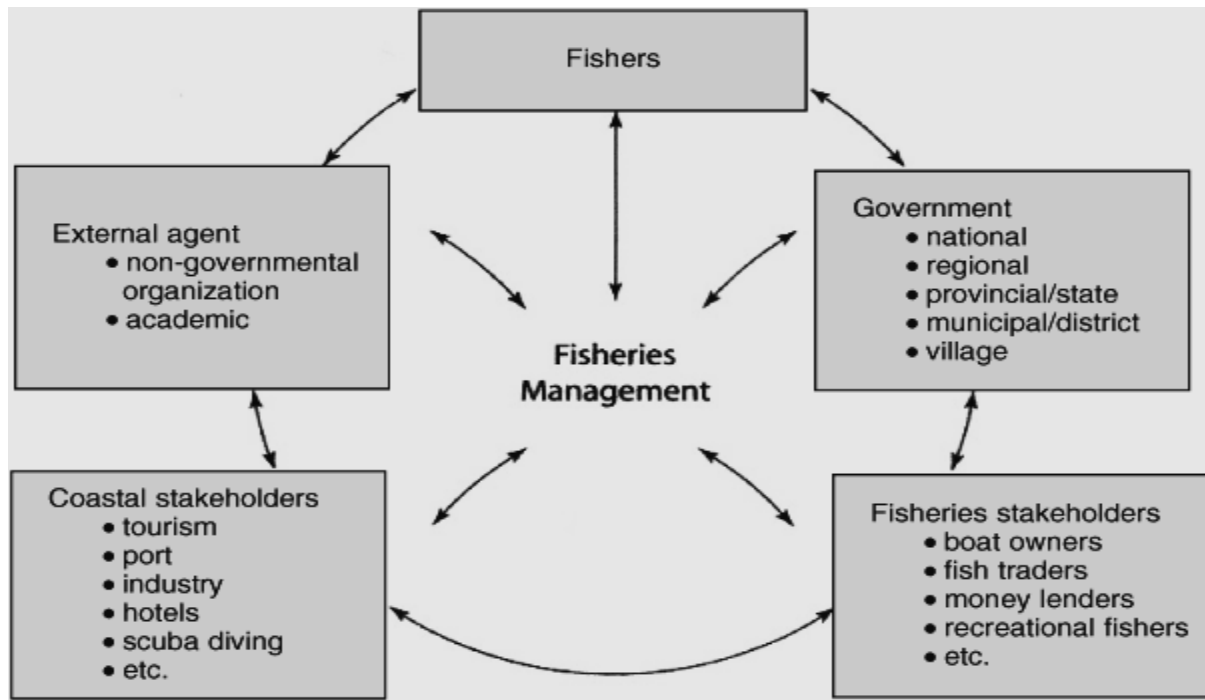 Fishers
External agent
• non-governmental
organization
• academic
Government
• national
• regional
• provincial/state
• municipal/district
• village
Fisheries
Management
Coastal stakeholders
• tourism
• port
• industry
• hotels
• scuba diving
• etc.
Fisheries stakeholders
• boat owners
• fish traders
• money lenders
• recreational fishers
• etc.